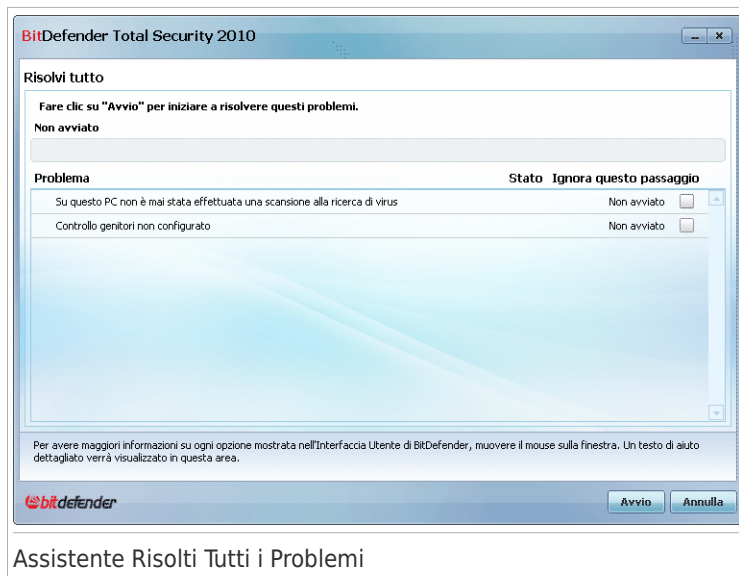 BitDefender Total Security 2010
Risolvi tutto
Fare clic su "Avvio" per iniziare a risolvere questi problemi.
Non avviato
Problema Stato Ignora questo passaggio
Su questo PC non è mai stata effettuata una scansione alla ricerca di virus Non avviato
Controllo genitori non configurato Non avviato
Per avere maggiori informazioni su ogni opzione mostrata nell'Interfaccia Utente di BitDefender, muovere il mouse sulla finestra. Un testo di aiuto
dettagliato verrà visualizzato in questa area.
bitdefender Avvio Annulla
Assistente Risolti Tutti i Problemi